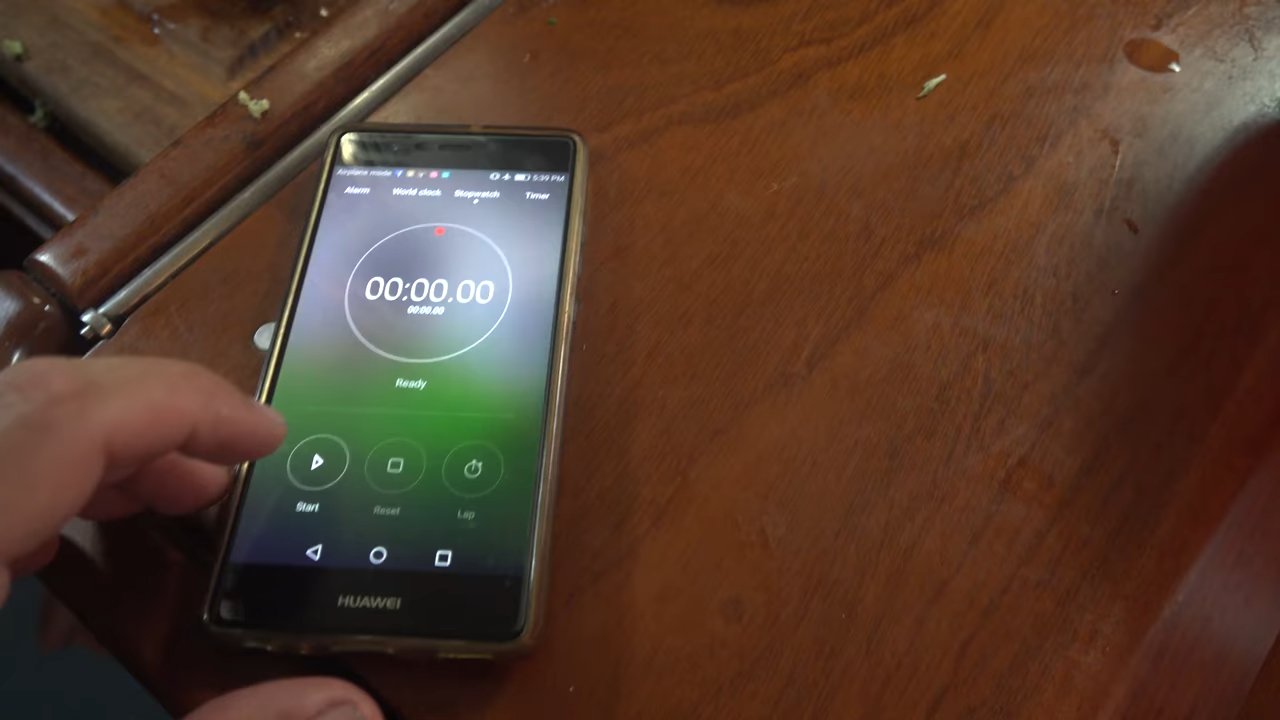 Airplane mode 5:39 PM
Alarm World clock Stopwatch Timer
00:00.00
00:00.00
Ready
Start Reset Lap
HUAWEI